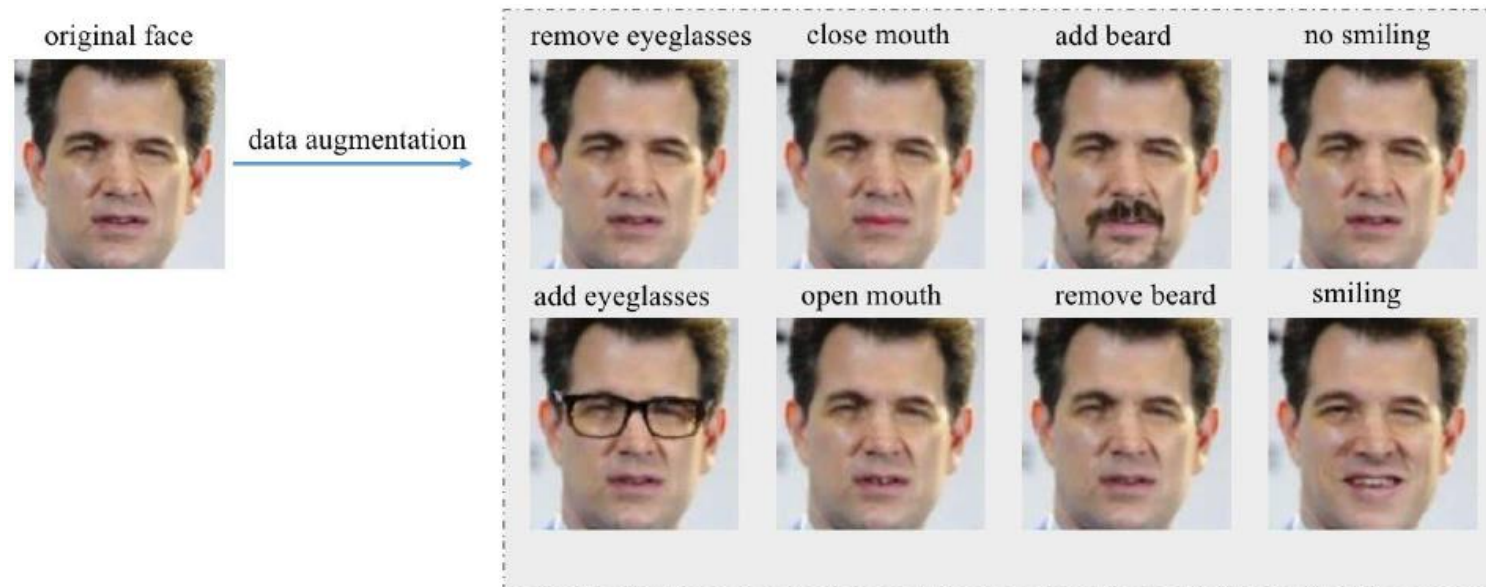 original face
data augmentation
remove eyeglasses
close mouth
add beard
no smiling
add eyeglasses
open mouth
remove beard
smiling